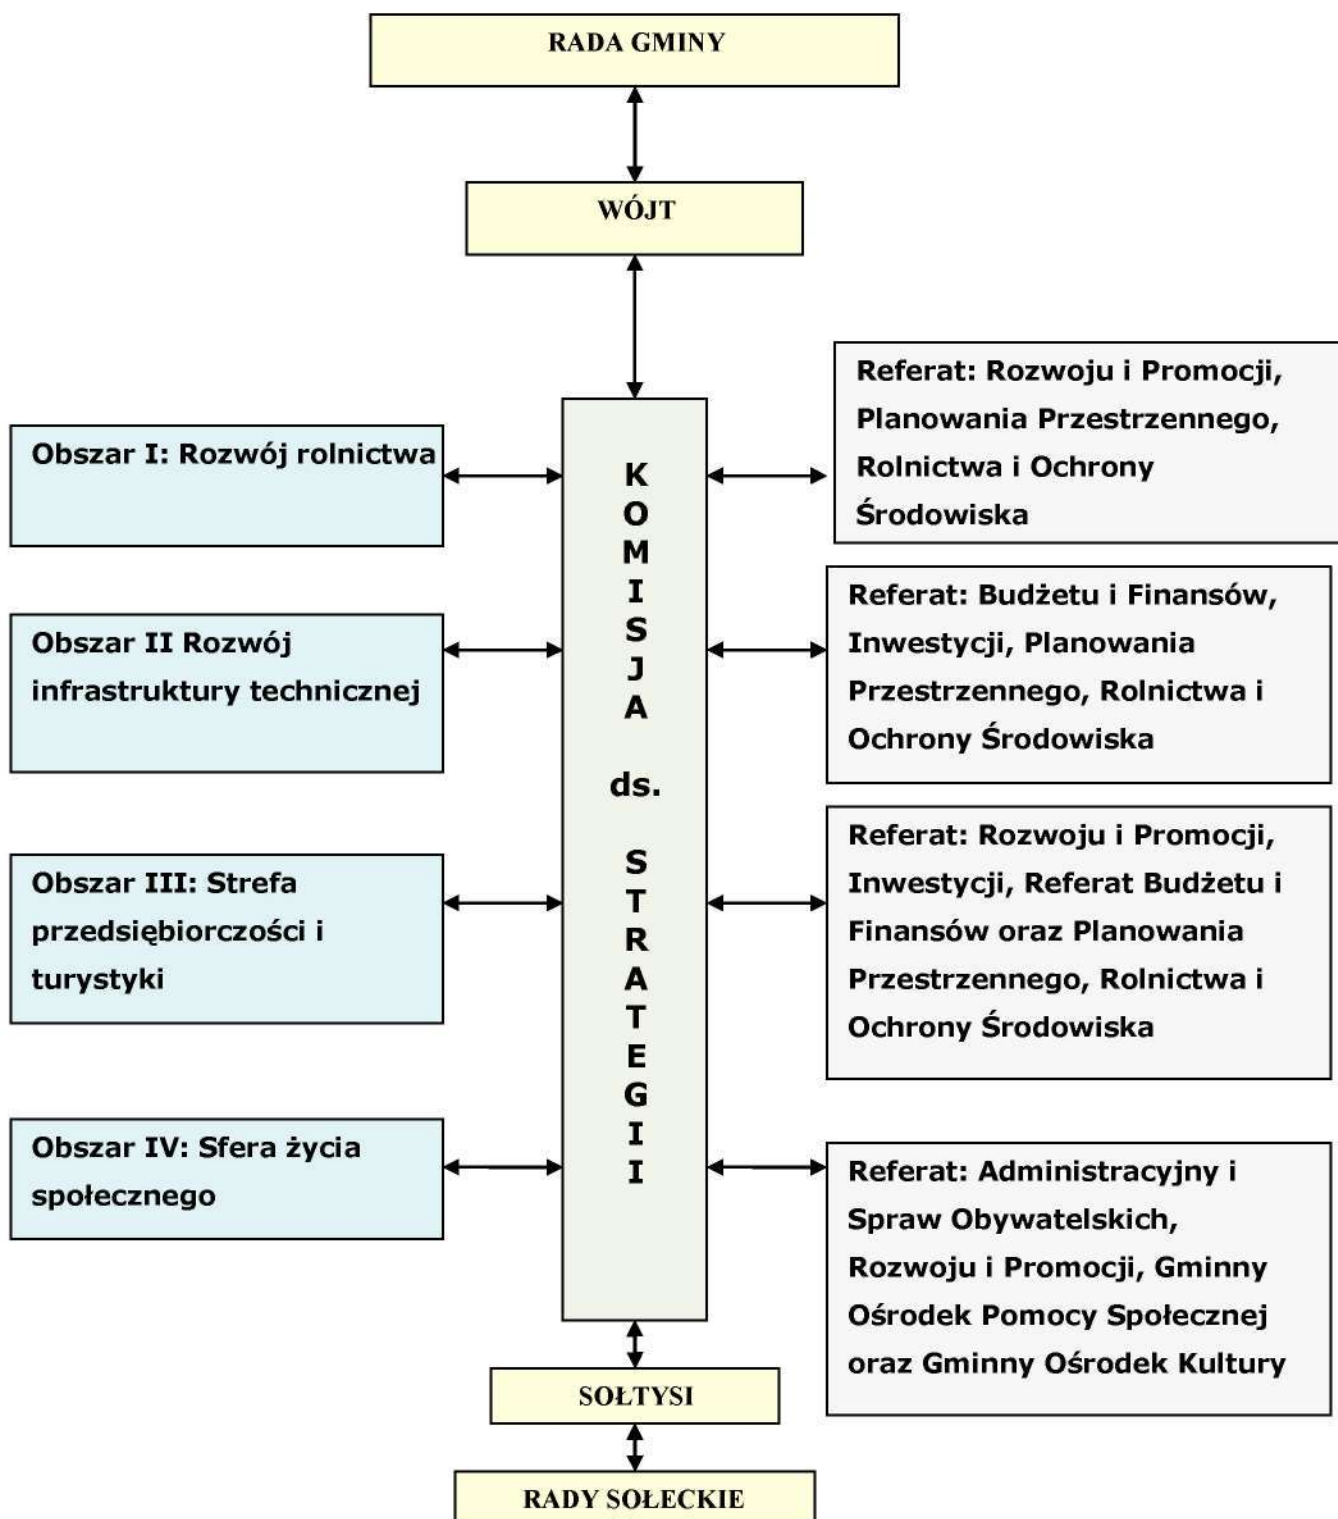 RADA GMINY
WÓJT
Obszar I: Rozwój rolnictwa
Obszar II Rozwój
infrastruktury technicznej
Obszar III: Strefa
przedsiębiorczości i
turystyki
Obszar IV: Sfera życia
społecznego
K
O
M
I
S
J
A
ds.
S
T
R
A
T
E
G
I
I
Referat: Rozwoju i Promocji,
Planowania Przestrzennego,
Rolnictwa i Ochrony
Środowiska
Referat: Budżetu i Finansów,
Inwestycji, Planowania
Przestrzennego, Rolnictwa i
Ochrony Środowiska
Referat: Rozwoju i Promocji,
Inwestycji, Referat Budżetu i
Finansów oraz Planowania
Przestrzennego, Rolnictwa i
Ochrony Środowiska
Referat: Administracyjny i
Spraw Obywatelskich,
Rozwoju i Promocji, Gminny
Ośrodek Pomocy Społecznej
oraz Gminny Ośrodek Kultury
SOŁTYSI
RADY SOŁECKIE